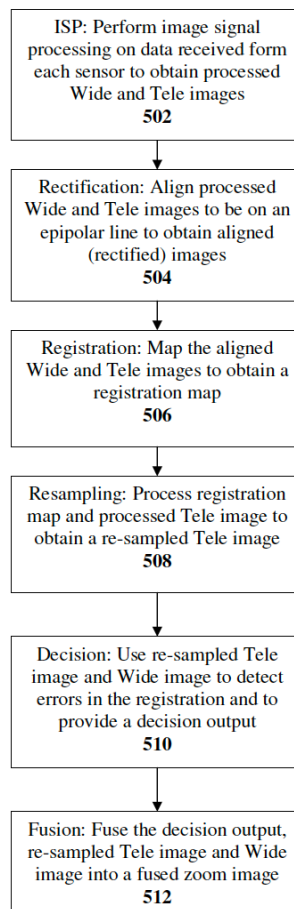 ISP: Perform image signal
processing on data received form
each sensor to obtain processed
Wide and Tele images
502
Rectification: Align processed
Wide and Tele images to be on an
epipolar line to obtain aligned
(rectified) images
504
Registration: Map the aligned
Wide and Tele images to obtain a
registration map
506
Resampling: Process registration
map and processed Tele image to
obtain a re-sampled Tele image
508
Decision: Use re-sampled Tele
image and Wide image to detect
errors in the registration and to
provide a decision output
510
Fusion: Fuse the decision output,
re-sampled Tele image and Wide
image into a fused zoom image
512